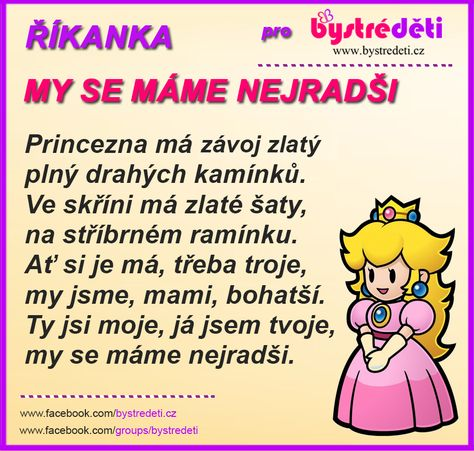 ŘÍKANKA pro bystréděti
www.bystredeti.cz
MY SE MÁME NEJRADŠI
Princezna má závoj zlatý
plný drahých kamínků.
Ve skříni má zlaté šaty,
na stříbrném ramínku.
Ať si je má, třeba troje,
my jsme, mami, bohatší.
Ty jsi moje, já jsem tvoje,
my se máme nejradši.
www.facebook.com/bystredeti.cz
www.facebook.com/groups/bystredeti